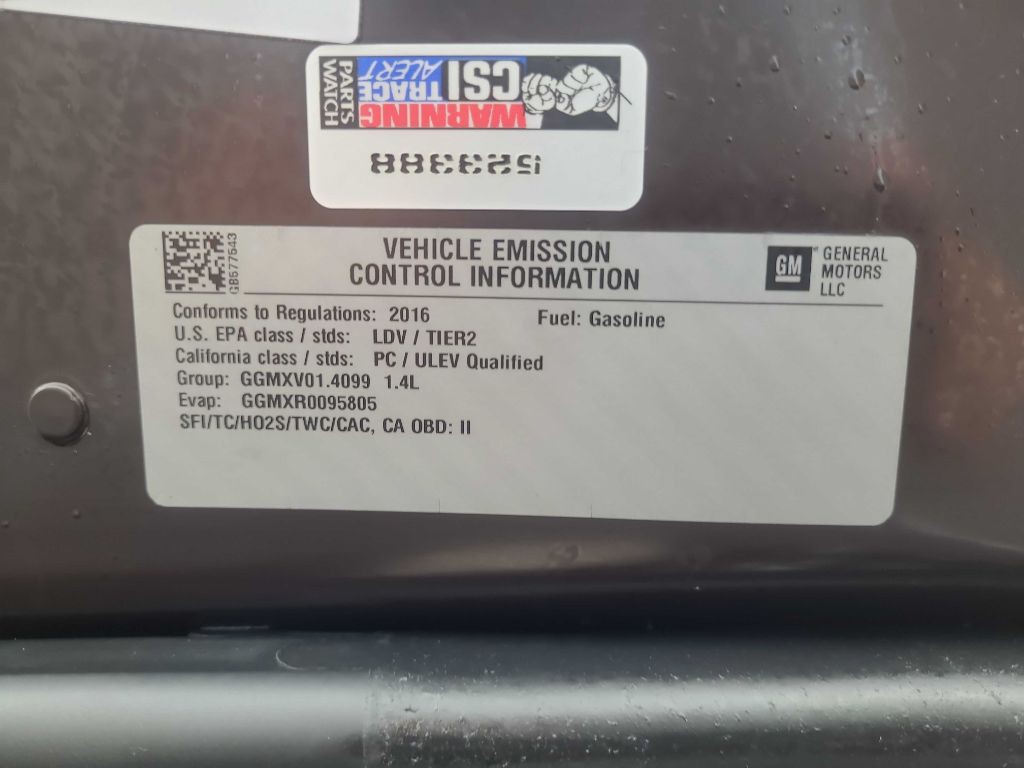 WARNING
CSI TRACE
ALERT
PARTS
WATCH
1523388
GB577543
VEHICLE EMISSION
CONTROL INFORMATION
GM
GENERAL
MOTORS
LLC
Conforms to Regulations: 2016
Fuel: Gasoline
U.S. EPA class / stds: LDV / TIER2
California class / stds: PC / ULEV Qualified
Group: GGMXV01.4099 1.4L
Evap: GGMXR0095805
SFI/TC/HO2S/TWC/CAC, CA OBD: II